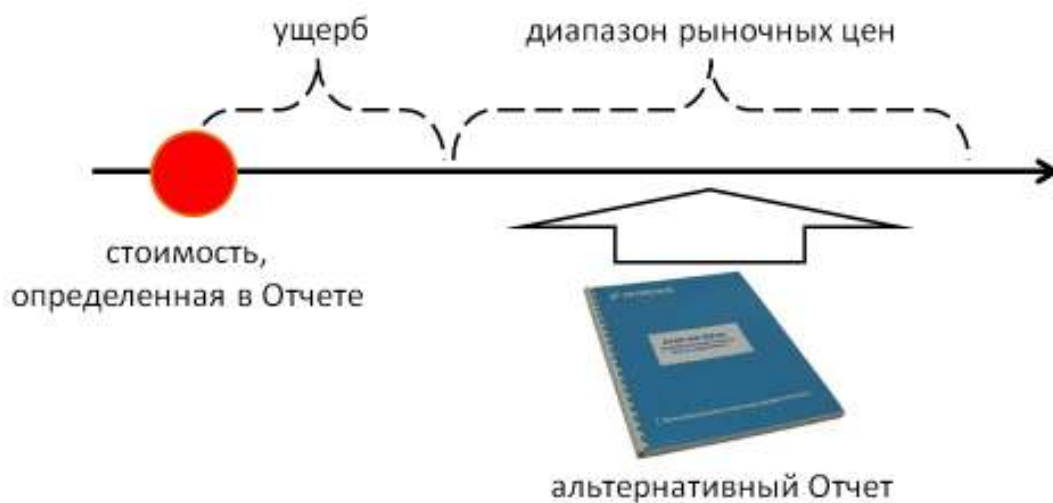 ущерб
диапазон рыночных цен
стоимость,
определенная в Отчете
альтернативный Отчет